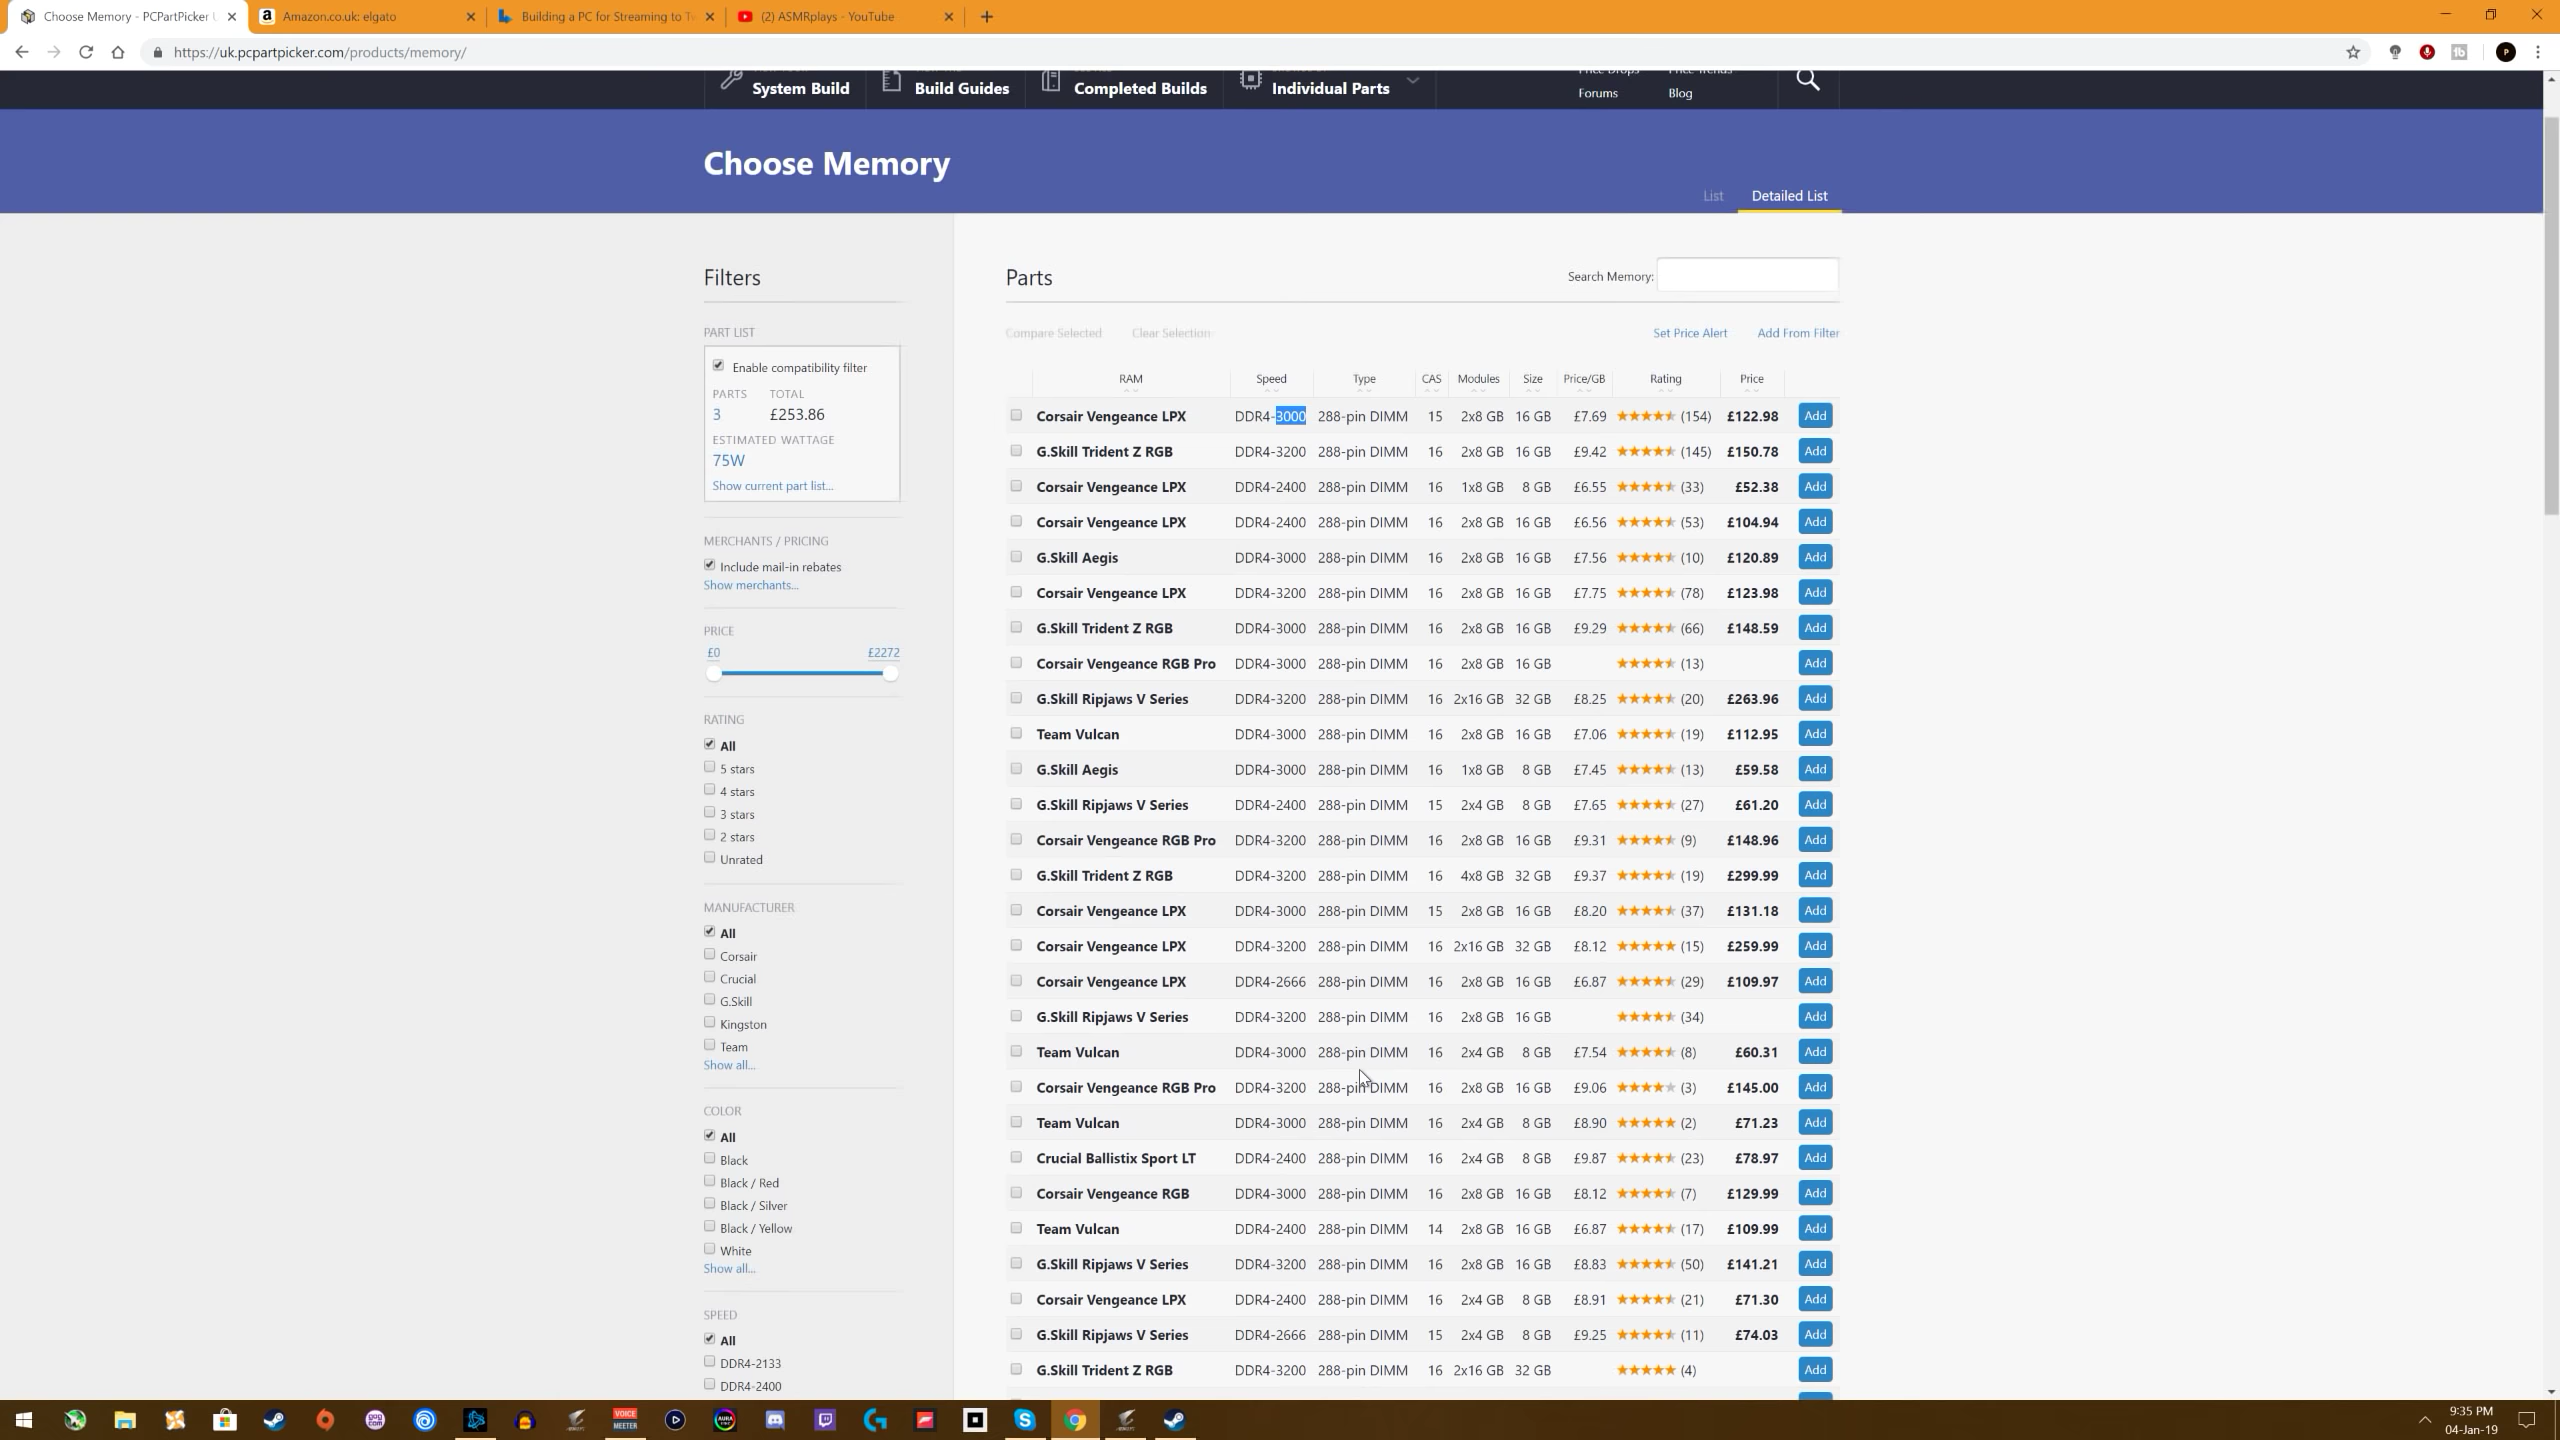 Choose Memory - PCPartPicker
Amazon.co.uk: elgato
Building a PC for Streaming to Tw
(2) ASMRplays - YouTube
https://uk.pcpartpicker.com/products/memory/
System Build
Build Guides
Completed Builds
Individual Parts
Price Drops
Price Trends
Forums
Blog
Choose Memory
List
Detailed List
Filters
PART LIST
Enable compatibility filter
PARTS TOTAL
3 £253.86
ESTIMATED WATTAGE
75W
Show current part list...
MERCHANTS / PRICING
Include mail-in rebates
Show merchants...
PRICE
£0 £2272
RATING
All
5 stars
4 stars
3 stars
2 stars
Unrated
MANUFACTURER
All
Corsair
Crucial
G.Skill
Kingston
Team
Show all...
COLOR
All
Black
Black / Red
Black / Silver
Black / Yellow
White
Show all...
SPEED
All
DDR4-2133
DDR4-2400
Parts
Search Memory:
Compare Selected Clear Selection Set Price Alert Add From Filter
RAM Speed Type CAS Modules Size Price/GB Rating Price
Corsair Vengeance LPX DDR4-3000 288-pin DIMM 15 2x8 GB 16 GB £7.69 (154) £122.98 Add
G.Skill Trident Z RGB DDR4-3200 288-pin DIMM 16 2x8 GB 16 GB £9.42 (145) £150.78 Add
Corsair Vengeance LPX DDR4-2400 288-pin DIMM 16 1x8 GB 8 GB £6.55 (33) £52.38 Add
Corsair Vengeance LPX DDR4-2400 288-pin DIMM 16 2x8 GB 16 GB £6.56 (53) £104.94 Add
G.Skill Aegis DDR4-3000 288-pin DIMM 16 2x8 GB 16 GB £7.56 (10) £120.89 Add
Corsair Vengeance LPX DDR4-3200 288-pin DIMM 16 2x8 GB 16 GB £7.75 (78) £123.98 Add
G.Skill Trident Z RGB DDR4-3000 288-pin DIMM 16 2x8 GB 16 GB £9.29 (66) £148.59 Add
Corsair Vengeance RGB Pro DDR4-3000 288-pin DIMM 16 2x8 GB 16 GB (13) Add
G.Skill Ripjaws V Series DDR4-3200 288-pin DIMM 16 2x16 GB 32 GB £8.25 (20) £263.96 Add
Team Vulcan DDR4-3000 288-pin DIMM 16 2x8 GB 16 GB £7.06 (19) £112.95 Add
G.Skill Aegis DDR4-3000 288-pin DIMM 16 1x8 GB 8 GB £7.45 (13) £59.58 Add
G.Skill Ripjaws V Series DDR4-2400 288-pin DIMM 15 2x4 GB 8 GB £7.65 (27) £61.20 Add
Corsair Vengeance RGB Pro DDR4-3200 288-pin DIMM 16 2x8 GB 16 GB £9.31 (9) £148.96 Add
G.Skill Trident Z RGB DDR4-3200 288-pin DIMM 16 4x8 GB 32 GB £9.37 (19) £299.99 Add
Corsair Vengeance LPX DDR4-3000 288-pin DIMM 15 2x8 GB 16 GB £8.20 (37) £131.18 Add
Corsair Vengeance LPX DDR4-3200 288-pin DIMM 16 2x16 GB 32 GB £8.12 (15) £259.99 Add
Corsair Vengeance LPX DDR4-2666 288-pin DIMM 16 2x8 GB 16 GB £6.87 (29) £109.97 Add
G.Skill Ripjaws V Series DDR4-3200 288-pin DIMM 16 2x8 GB 16 GB (34) Add
Team Vulcan DDR4-3000 288-pin DIMM 16 2x4 GB 8 GB £7.54 (8) £60.31 Add
Corsair Vengeance RGB Pro DDR4-3200 288-pin DIMM 16 2x8 GB 16 GB £9.06 (3) £145.00 Add
Team Vulcan DDR4-3000 288-pin DIMM 16 2x4 GB 8 GB £8.90 (2) £71.23 Add
Crucial Ballistix Sport LT DDR4-2400 288-pin DIMM 16 2x4 GB 8 GB £9.87 (23) £78.97 Add
Corsair Vengeance RGB DDR4-3000 288-pin DIMM 16 2x8 GB 16 GB £8.12 (7) £129.99 Add
Team Vulcan DDR4-2400 288-pin DIMM 14 2x8 GB 16 GB £6.87 (17) £109.99 Add
G.Skill Ripjaws V Series DDR4-3200 288-pin DIMM 16 2x8 GB 16 GB £8.83 (50) £141.21 Add
Corsair Vengeance LPX DDR4-2400 288-pin DIMM 16 2x4 GB 8 GB £8.91 (21) £71.30 Add
G.Skill Ripjaws V Series DDR4-2666 288-pin DIMM 15 2x4 GB 8 GB £9.25 (11) £74.03 Add
G.Skill Trident Z RGB DDR4-3200 288-pin DIMM 16 2x16 GB 32 GB (4) Add
VOICE
MEETER
9:35 PM
04-Jan-19